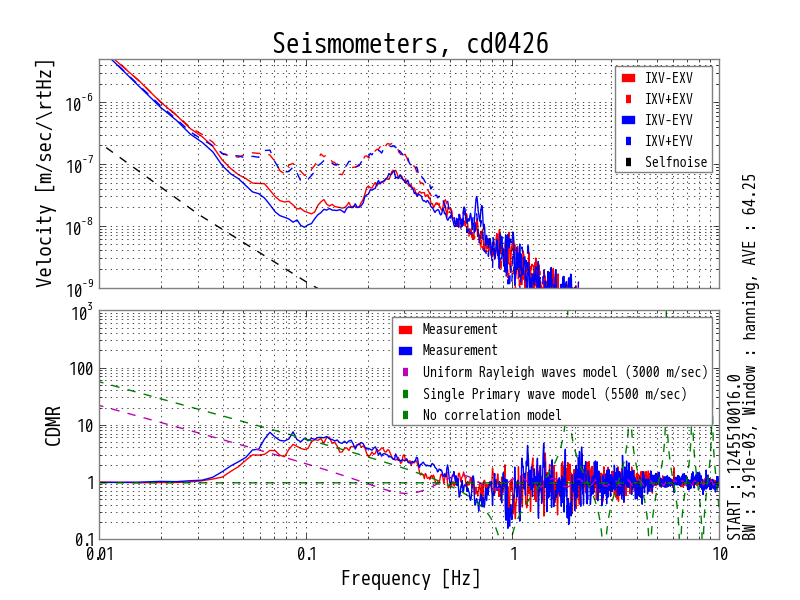 Seismometers, cd0426
Velocity [m/sec/\rtHz]
10^-6
10^-7
10^-8
10^-9
IXV-EXV
IXV+EXV
IXV-EYV
IXV+EYV
Selfnoise
CDMR
10^3
100
10
1
0.1
Measurement
Measurement
Uniform Rayleigh waves model (3000 m/sec)
Single Primary wave model (5500 m/sec)
No correlation model
0.01
0.1
1
10
Frequency [Hz]
START : 1245510016.0
BW : 3.91e-03, Window : hanning, AVE : 64.25